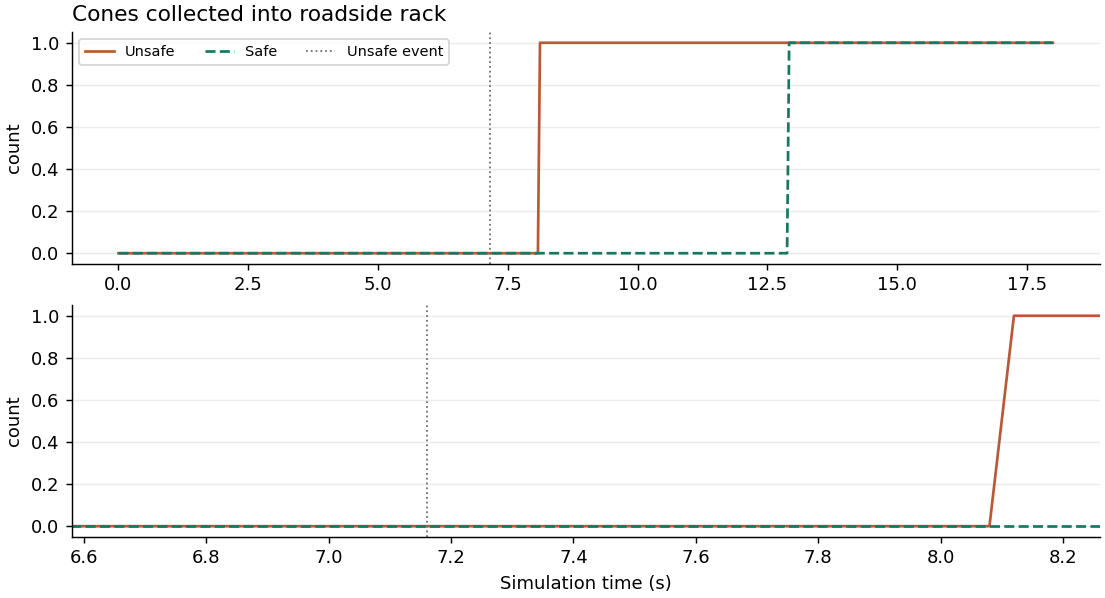 Cones collected into roadside rack
Unsafe Safe Unsafe event
count
1.0
0.8
0.6
0.4
0.2
0.0
0.0 2.5 5.0 7.5 10.0 12.5 15.0 17.5
count
1.0
0.8
0.6
0.4
0.2
0.0
6.6 6.8 7.0 7.2 7.4 7.6 7.8 8.0 8.2
Simulation time (s)